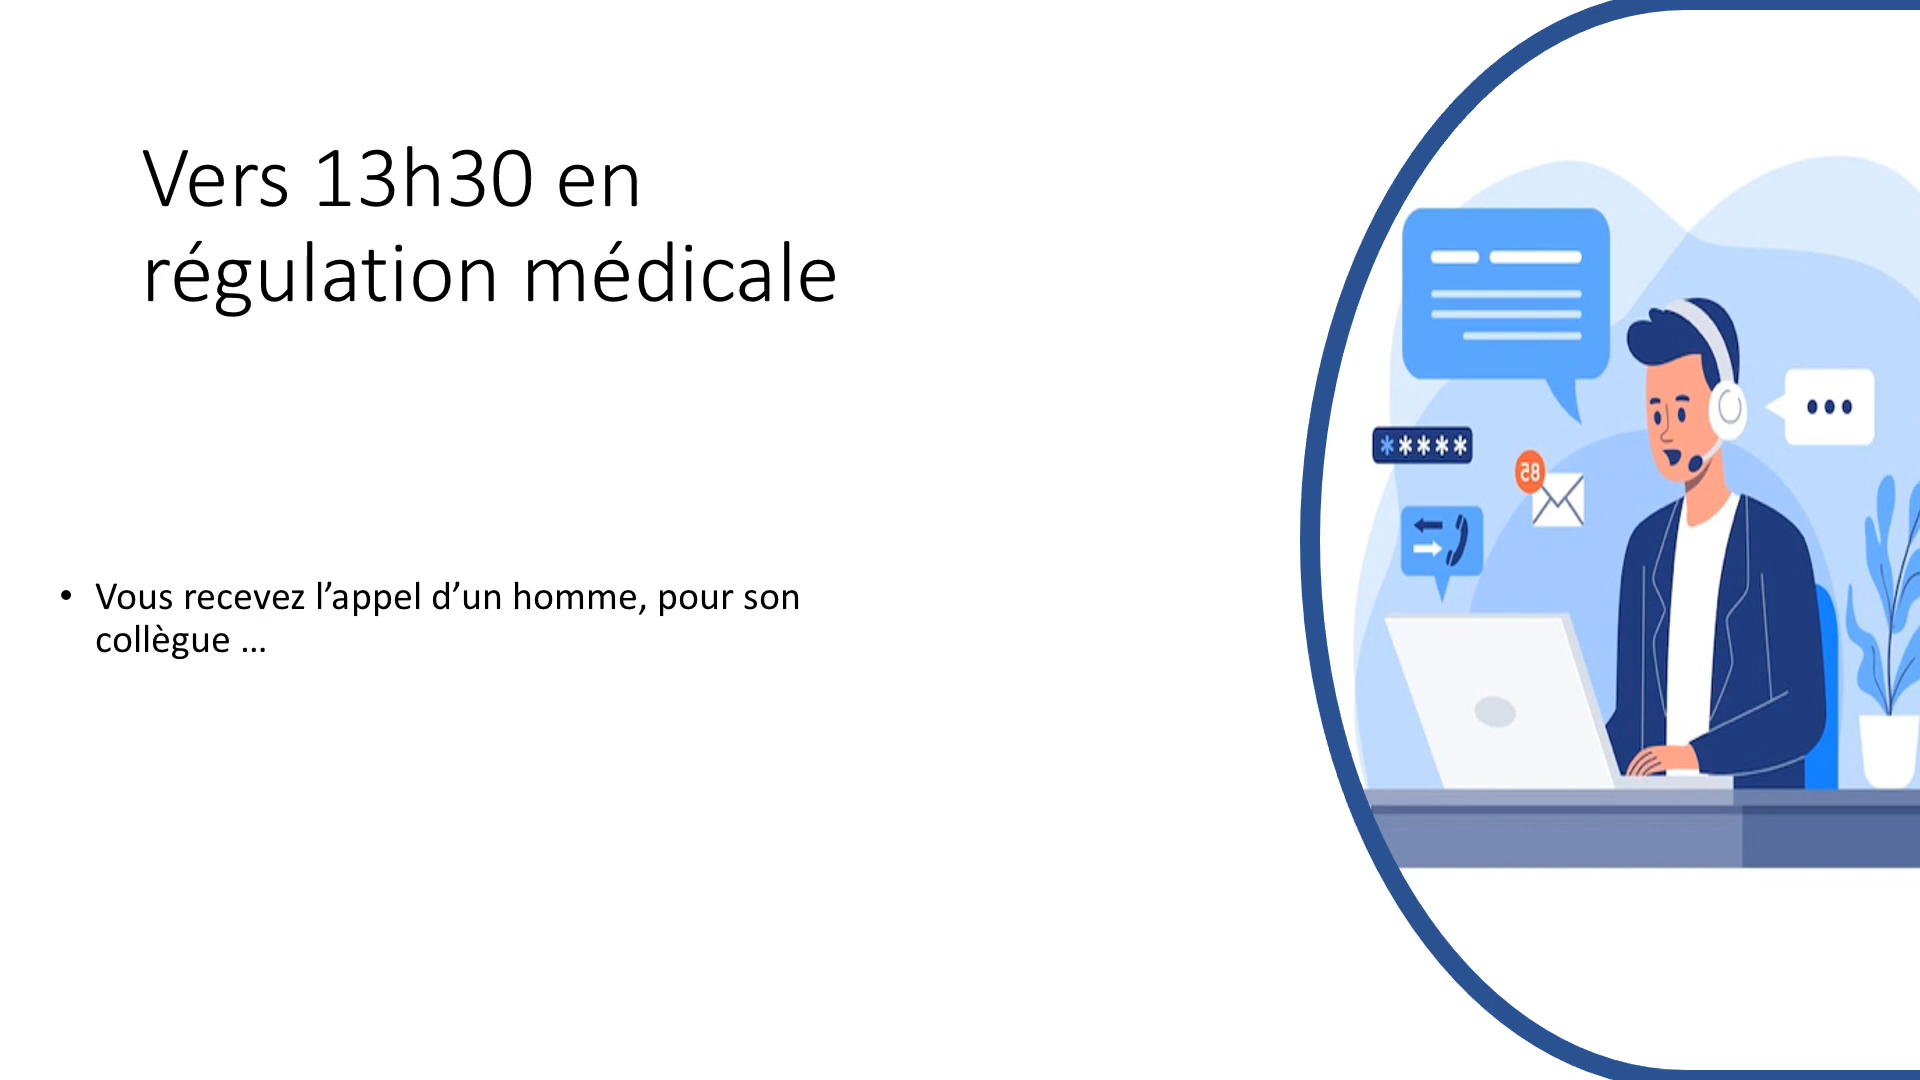 Vers 13h30 en
régulation médicale
• Vous recevez l’appel d’un homme, pour son
collègue …
*****
28